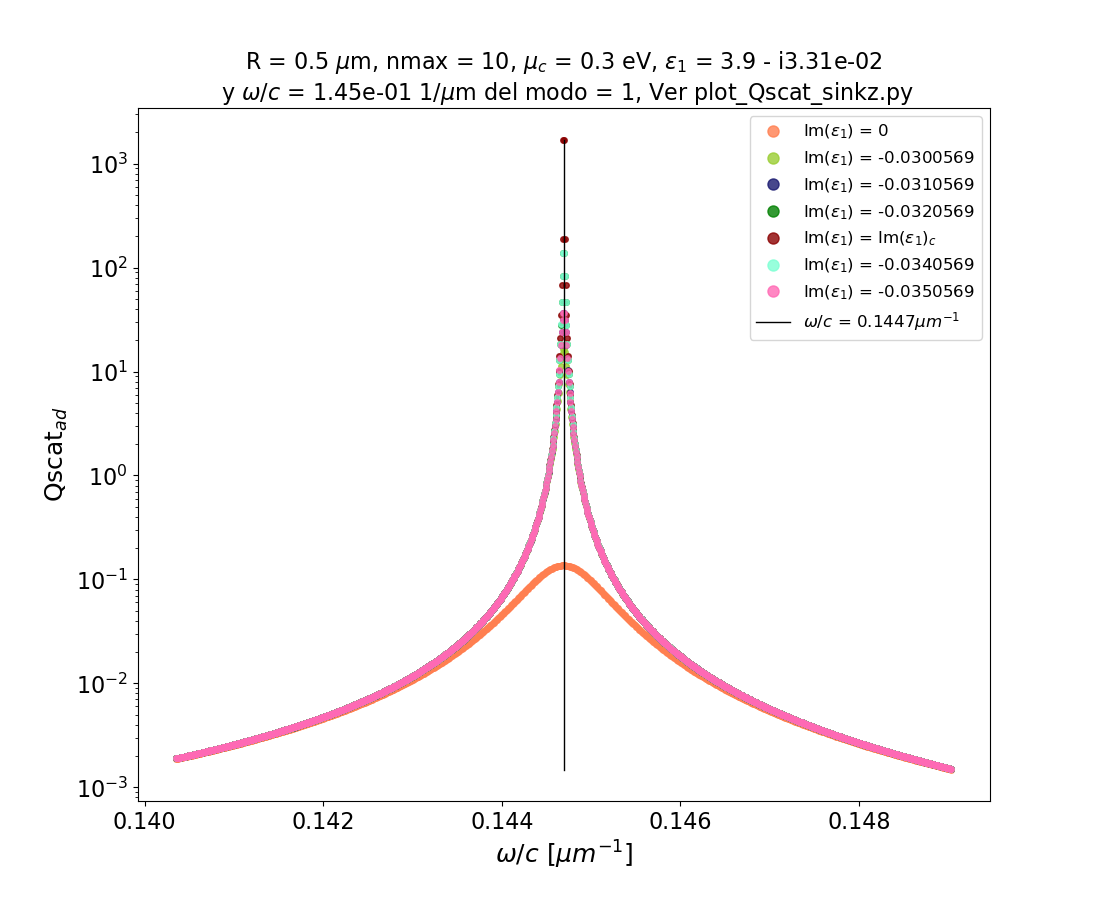 R = 0.5 μm, nmax = 10, μc = 0.3 eV, ε1 = 3.9 - i3.31e-02
y ω/c = 1.45e-01 1/μm del modo = 1, Ver plot_Qscat_sinkz.py
Im(ε1) = 0
Im(ε1) = -0.0300569
Im(ε1) = -0.0310569
Im(ε1) = -0.0320569
Im(ε1) = Im(ε1)c
Im(ε1) = -0.0340569
Im(ε1) = -0.0350569
ω/c = 0.1447μm⁻¹
Qscat_ad
10³
10²
10¹
10⁰
10⁻¹
10⁻²
10⁻³
0.140 0.142 0.144 0.146 0.148
ω/c [μm⁻¹]